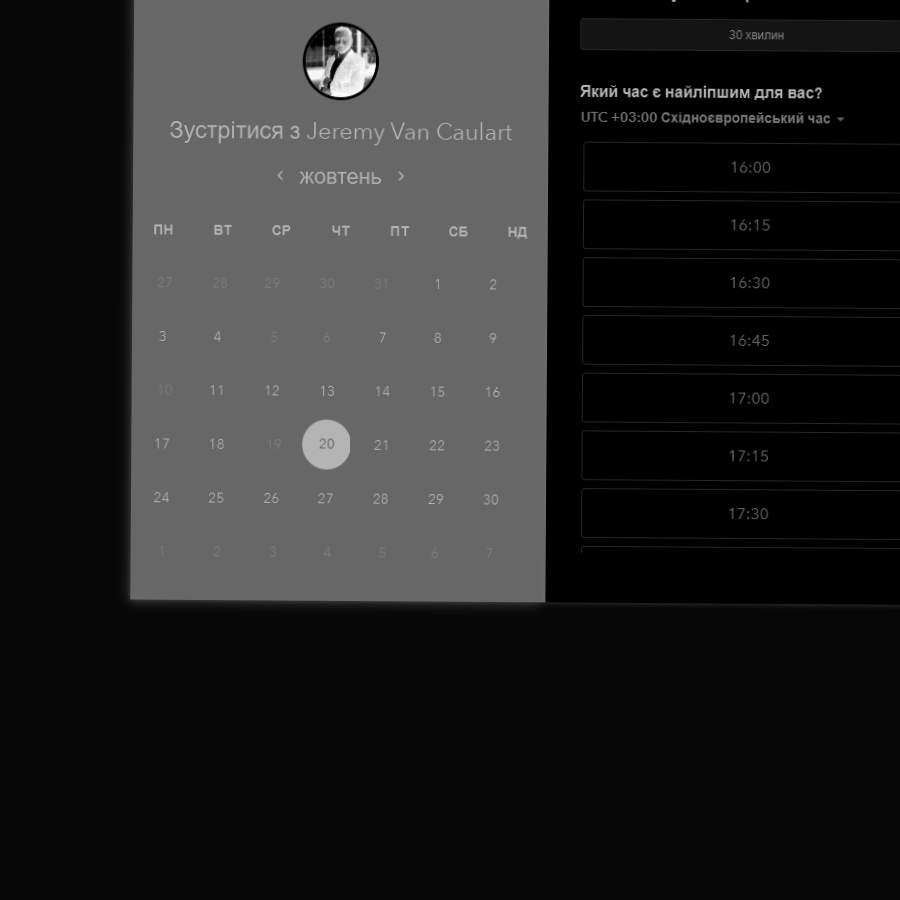 Зустрітися з Jeremy Van Caulart
жовтень
ПН ВТ СР ЧТ ПТ СБ НД
27 28 29 30 31 1 2
3 4 5 6 7 8 9
10 11 12 13 14 15 16
17 18 19 20 21 22 23
24 25 26 27 28 29 30
1 2 3 4 5 6 7
30 хвилин
Який час є найліпшим для вас?
UTC +03:00 Східноєвропейський час
16:00
16:15
16:30
16:45
17:00
17:15
17:30